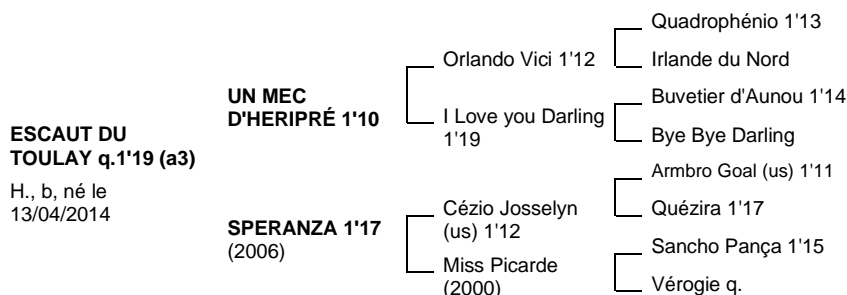 ESCAUT DU
TOULAY q.1'19 (a3)
H., b, né le
13/04/2014
UN MEC
D'HERIPRÉ 1'10
SPERANZA 1'17
(2006)
Orlando Vici 1'12
I Love you Darling
1'19
Cézio Josselyn
(us) 1'12
Miss Picarde
(2000)
Quadrophénio 1'13
Irlande du Nord
Buvetier d'Aunou 1'14
Bye Bye Darling
Armbro Goal (us) 1'11
Quézira 1'17
Sancho Pança 1'15
Vérogie q.